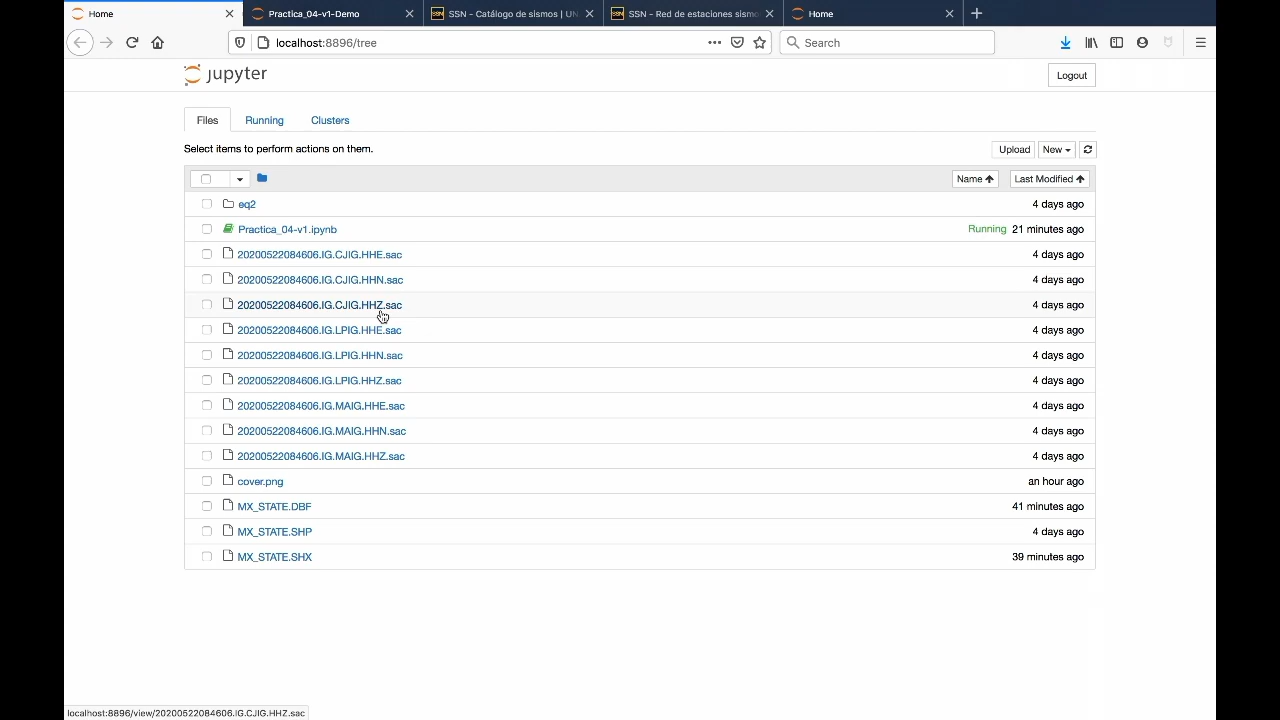 Home
Practica_04-v1-Demo
SSN - Catálogo de sismos | UN
SSN - Red de estaciones sismo
Home
localhost:8896/tree
Search
jupyter
Logout
Files
Running
Clusters
Select items to perform actions on them.
Upload
New
Name
Last Modified
eq2
4 days ago
Practica_04-v1.ipynb
Running 21 minutes ago
20200522084606.IG.CJIG.HHE.sac
4 days ago
20200522084606.IG.CJIG.HHN.sac
4 days ago
20200522084606.IG.CJIG.HHZ.sac
4 days ago
20200522084606.IG.LPIG.HHE.sac
4 days ago
20200522084606.IG.LPIG.HHN.sac
4 days ago
20200522084606.IG.LPIG.HHZ.sac
4 days ago
20200522084606.IG.MAIG.HHE.sac
4 days ago
20200522084606.IG.MAIG.HHN.sac
4 days ago
20200522084606.IG.MAIG.HHZ.sac
4 days ago
cover.png
an hour ago
MX_STATE.DBF
41 minutes ago
MX_STATE.SHP
4 days ago
MX_STATE.SHX
39 minutes ago
localhost:8896/view/20200522084606.IG.CJIG.HHZ.sac